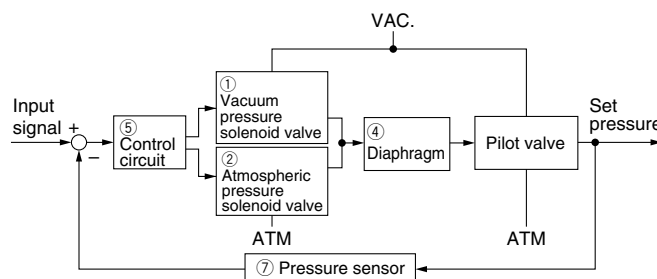 VAC.
Input
signal
+
−
⑤
Control
circuit
①
Vacuum
pressure
solenoid valve
②
Atmospheric
pressure
solenoid valve
ATM
④
Diaphragm
Pilot valve
ATM
Set
pressure
⑦ Pressure sensor